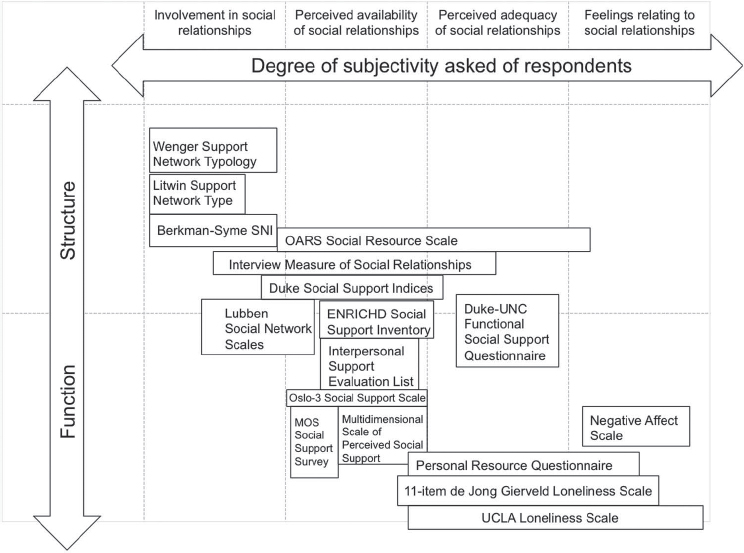 Involvement in social
relationships
Perceived availability
of social relationships
Perceived adequacy
of social relationships
Feelings relating to
social relationships
Degree of subjectivity asked of respondents
Structure
Function
Wenger Support
Network Typology
Litwin Support
Network Type
Berkman-Syme SNI
OARS Social Resource Scale
Interview Measure of Social Relationships
Duke Social Support Indices
Lubben
Social Network
Scales
ENRICHD Social
Support Inventory
Duke-UNC
Functional
Social Support
Questionnaire
Interpersonal
Support
Evaluation List
Oslo-3 Social Support Scale
MOS
Social
Support
Survey
Multidimensional
Scale of
Perceived Social
Support
Negative Affect
Scale
Personal Resource Questionnaire
11-item de Jong Gierveld Loneliness Scale
UCLA Loneliness Scale